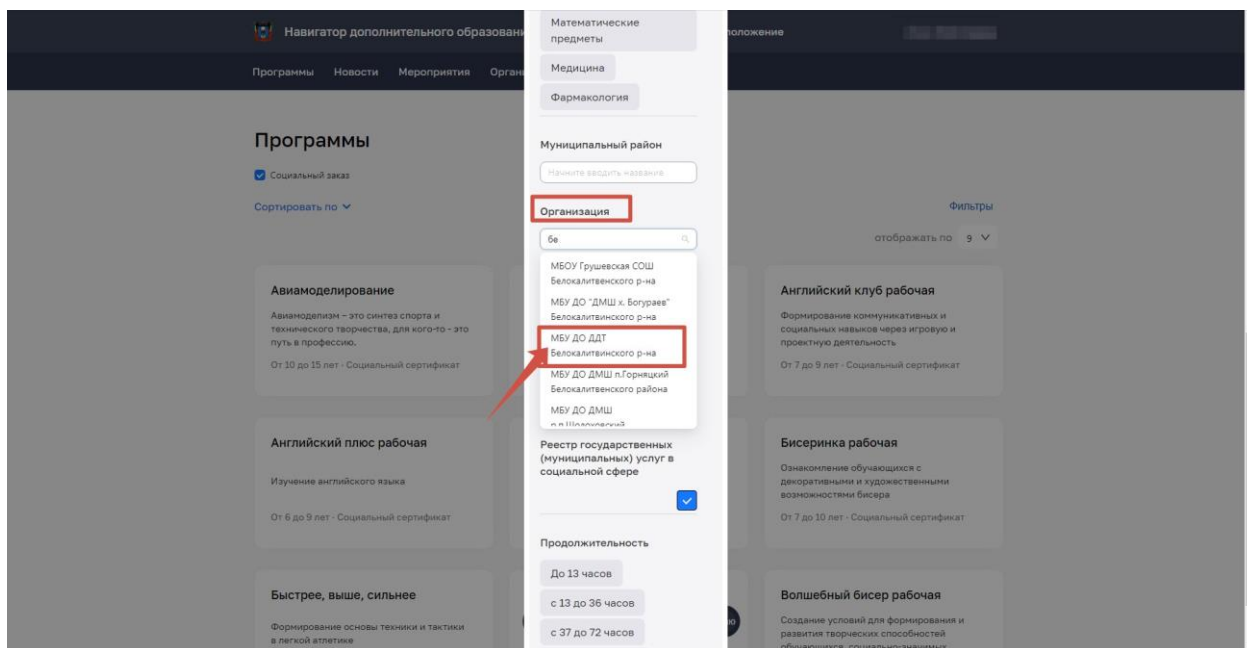 Навигатор дополнительного образован
положение
Программы Новости Мероприятия Орган
Математические
предметы
Медицина
Фармакология
Муниципальный район
Начните вводить название
Организация
бе
МБОУ Грушевская СОШ
Белокалитвенского р-на
МБУ ДО "ДМШ х. Богураев"
Белокалитвинского р-на
МБУ ДО ДДТ
Белокалитвинского р-на
МБУ ДО ДМШ п.Горняцкий
Белокалитвенского района
МБУ ДО ДМШ
р.п.Шолоховский
Реестр государственных
(муниципальных) услуг в
социальной сфере
Продолжительность
До 13 часов
с 13 до 36 часов
с 37 до 72 часов
Программы
Социальный заказ
Сортировать по
Фильтры
отображать по 9
Авиамоделирование
Авиамоделизм – это синтез спорта и
технического творчества, для кого-то - это
путь в профессию.
От 10 до 15 лет · Социальный сертификат
Английский клуб рабочая
Формирование коммуникативных и
социальных навыков через игровую и
проектную деятельность
От 7 до 9 лет · Социальный сертификат
Английский плюс рабочая
Изучение английского языка
От 6 до 9 лет · Социальный сертификат
Бисеринка рабочая
Ознакомление обучающихся с
декоративными и художественными
возможностями бисера
От 7 до 10 лет · Социальный сертификат
Быстрее, выше, сильнее
Формирование основы техники и тактики
в легкой атлетике
Волшебный бисер рабочая
Создание условий для формирования и
развития творческих способностей
обучающихся, социально-значимых